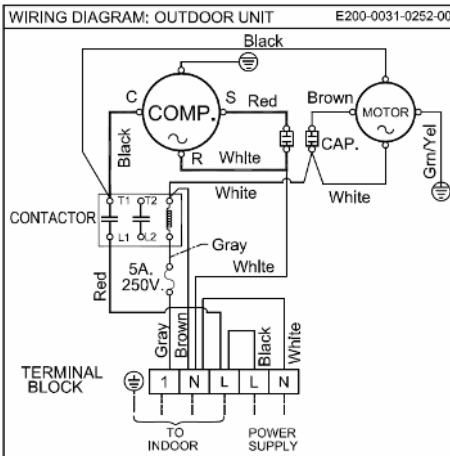 WIRING DIAGRAM: OUTDOOR UNIT E200-0031-0252-00
Black
C
COMP.
S
Red
Brown
MOTOR
CAP.
Grn/Yel
Black
R
White
White
White
CONTACTOR
T1 T2
L1 L2
Gray
5A.
250V.
White
Red
Gray
Brown
Black
White
TERMINAL
BLOCK
1 N L L N
TO
INDOOR
POWER
SUPPLY